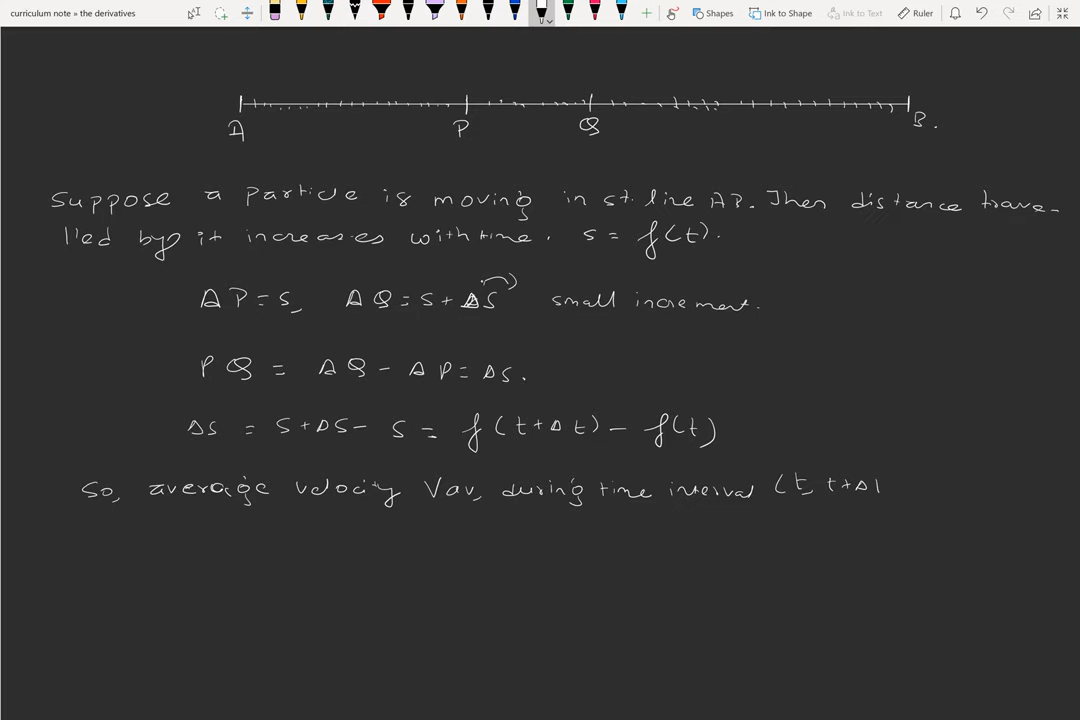 curriculum note » the derivatives
Shapes Ink to Shape Ink to Text Ruler
A P Q B.
Suppose a particle is moving in st. line AB. Then distance trave-
lled by it increases with time. s = f(t).
AP = S, AQ = S + ΔS small increment.
PQ = AQ - AP = ΔS.
ΔS = S + ΔS - S = f(t+Δt) - f(t)
So, average velocity Vav, during time interval (t, t+Δ